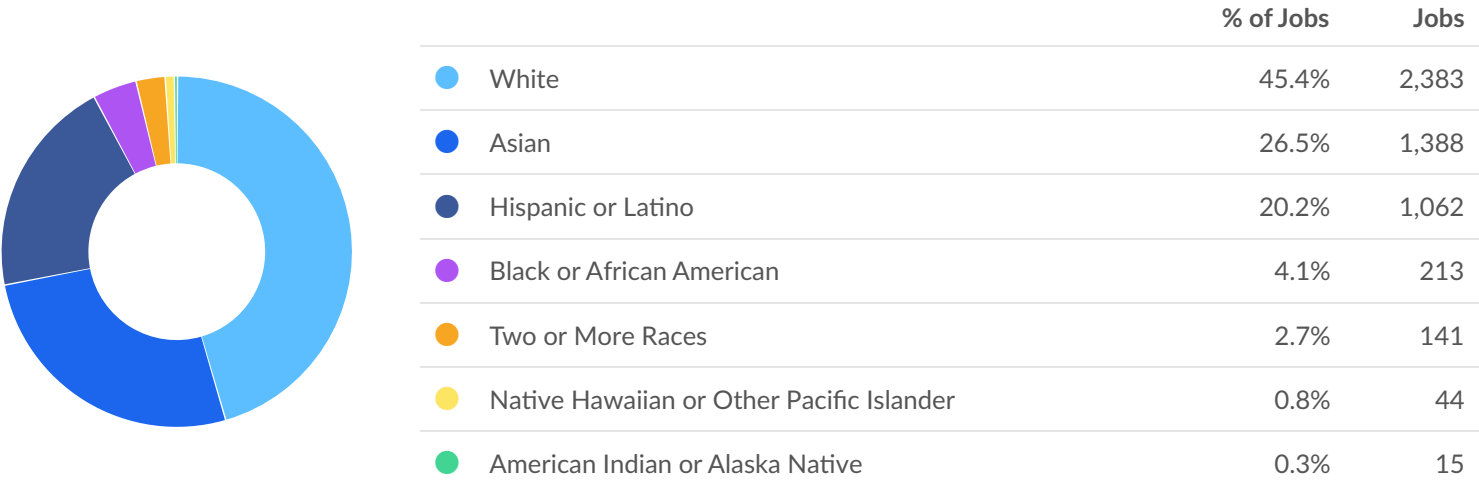 % of Jobs Jobs
White 45.4% 2,383
Asian 26.5% 1,388
Hispanic or Latino 20.2% 1,062
Black or African American 4.1% 213
Two or More Races 2.7% 141
Native Hawaiian or Other Pacific Islander 0.8% 44
American Indian or Alaska Native 0.3% 15